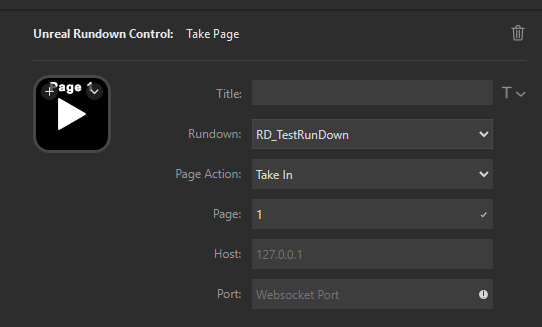 Unreal Rundown Control: Take Page
Page 1
Title:
T
Rundown: RD_TestRunDown
Page Action: Take In
Page: 1
Host: 127.0.0.1
Port: Websocket Port